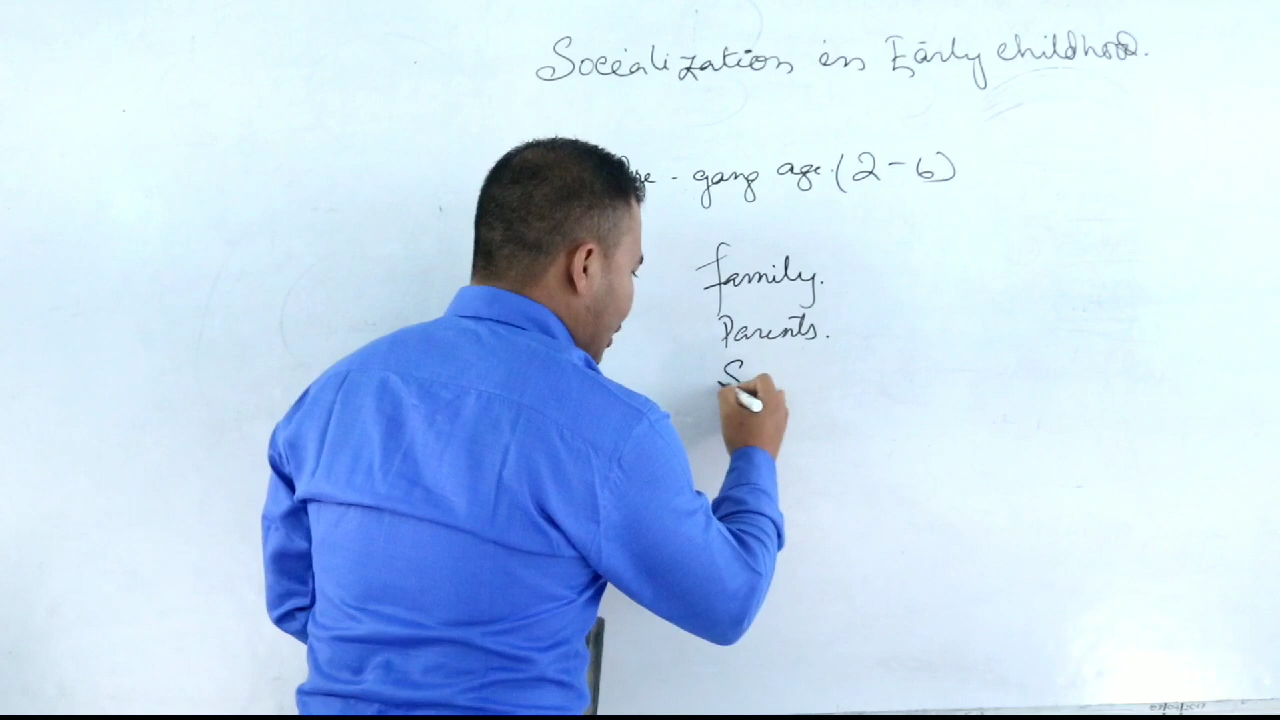 Socialization in Early childhood.
- gang age. (2-6)
Family.
Parents.
S